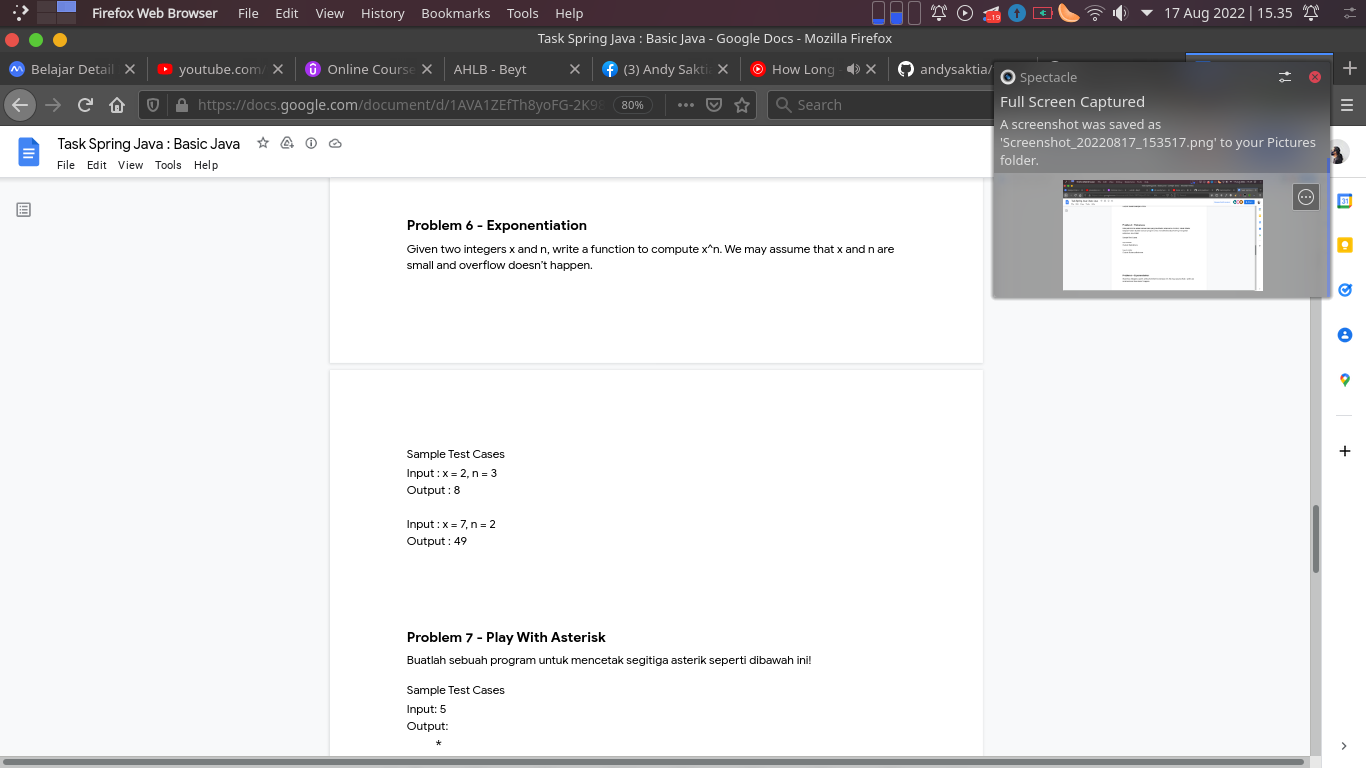 Firefox Web Browser File Edit View History Bookmarks Tools Help 19 17 Aug 2022 | 15.35
Task Spring Java : Basic Java - Google Docs - Mozilla Firefox
Belajar Detail youtube.com/ Online Course AHLB - Beyt (3) Andy Sakti How Long andysaktia/
https://docs.google.com/document/d/1AVA1ZEfTh8yoFG-2K98 80% Search
Spectacle
Full Screen Captured
A screenshot was saved as
'Screenshot_20220817_153517.png' to your Pictures
folder.
Task Spring Java : Basic Java
File Edit View Tools Help
31
Problem 6 - Exponentiation
Given two integers x and n, write a function to compute x^n. We may assume that x and n are
small and overflow doesn't happen.
Sample Test Cases
Input : x = 2, n = 3
Output : 8
Input : x = 7, n = 2
Output : 49
Problem 7 - Play With Asterisk
Buatlah sebuah program untuk mencetak segitiga asterik seperti dibawah ini!
Sample Test Cases
Input: 5
Output:
*